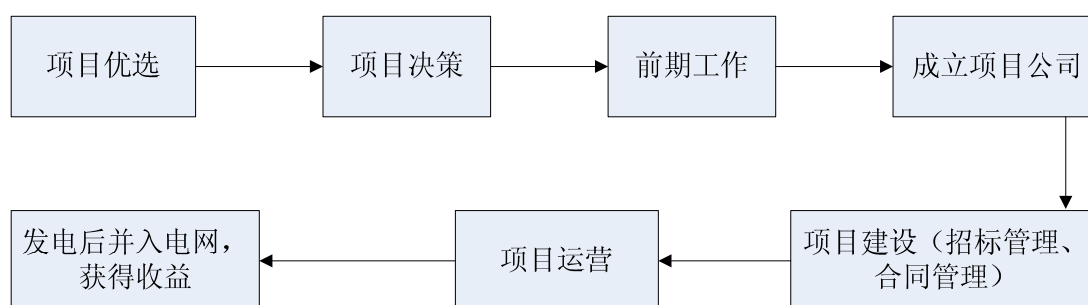 项目优选
项目决策
前期工作
成立项目公司
项目建设（招标管理、
合同管理）
项目运营
发电后并入电网，
获得收益